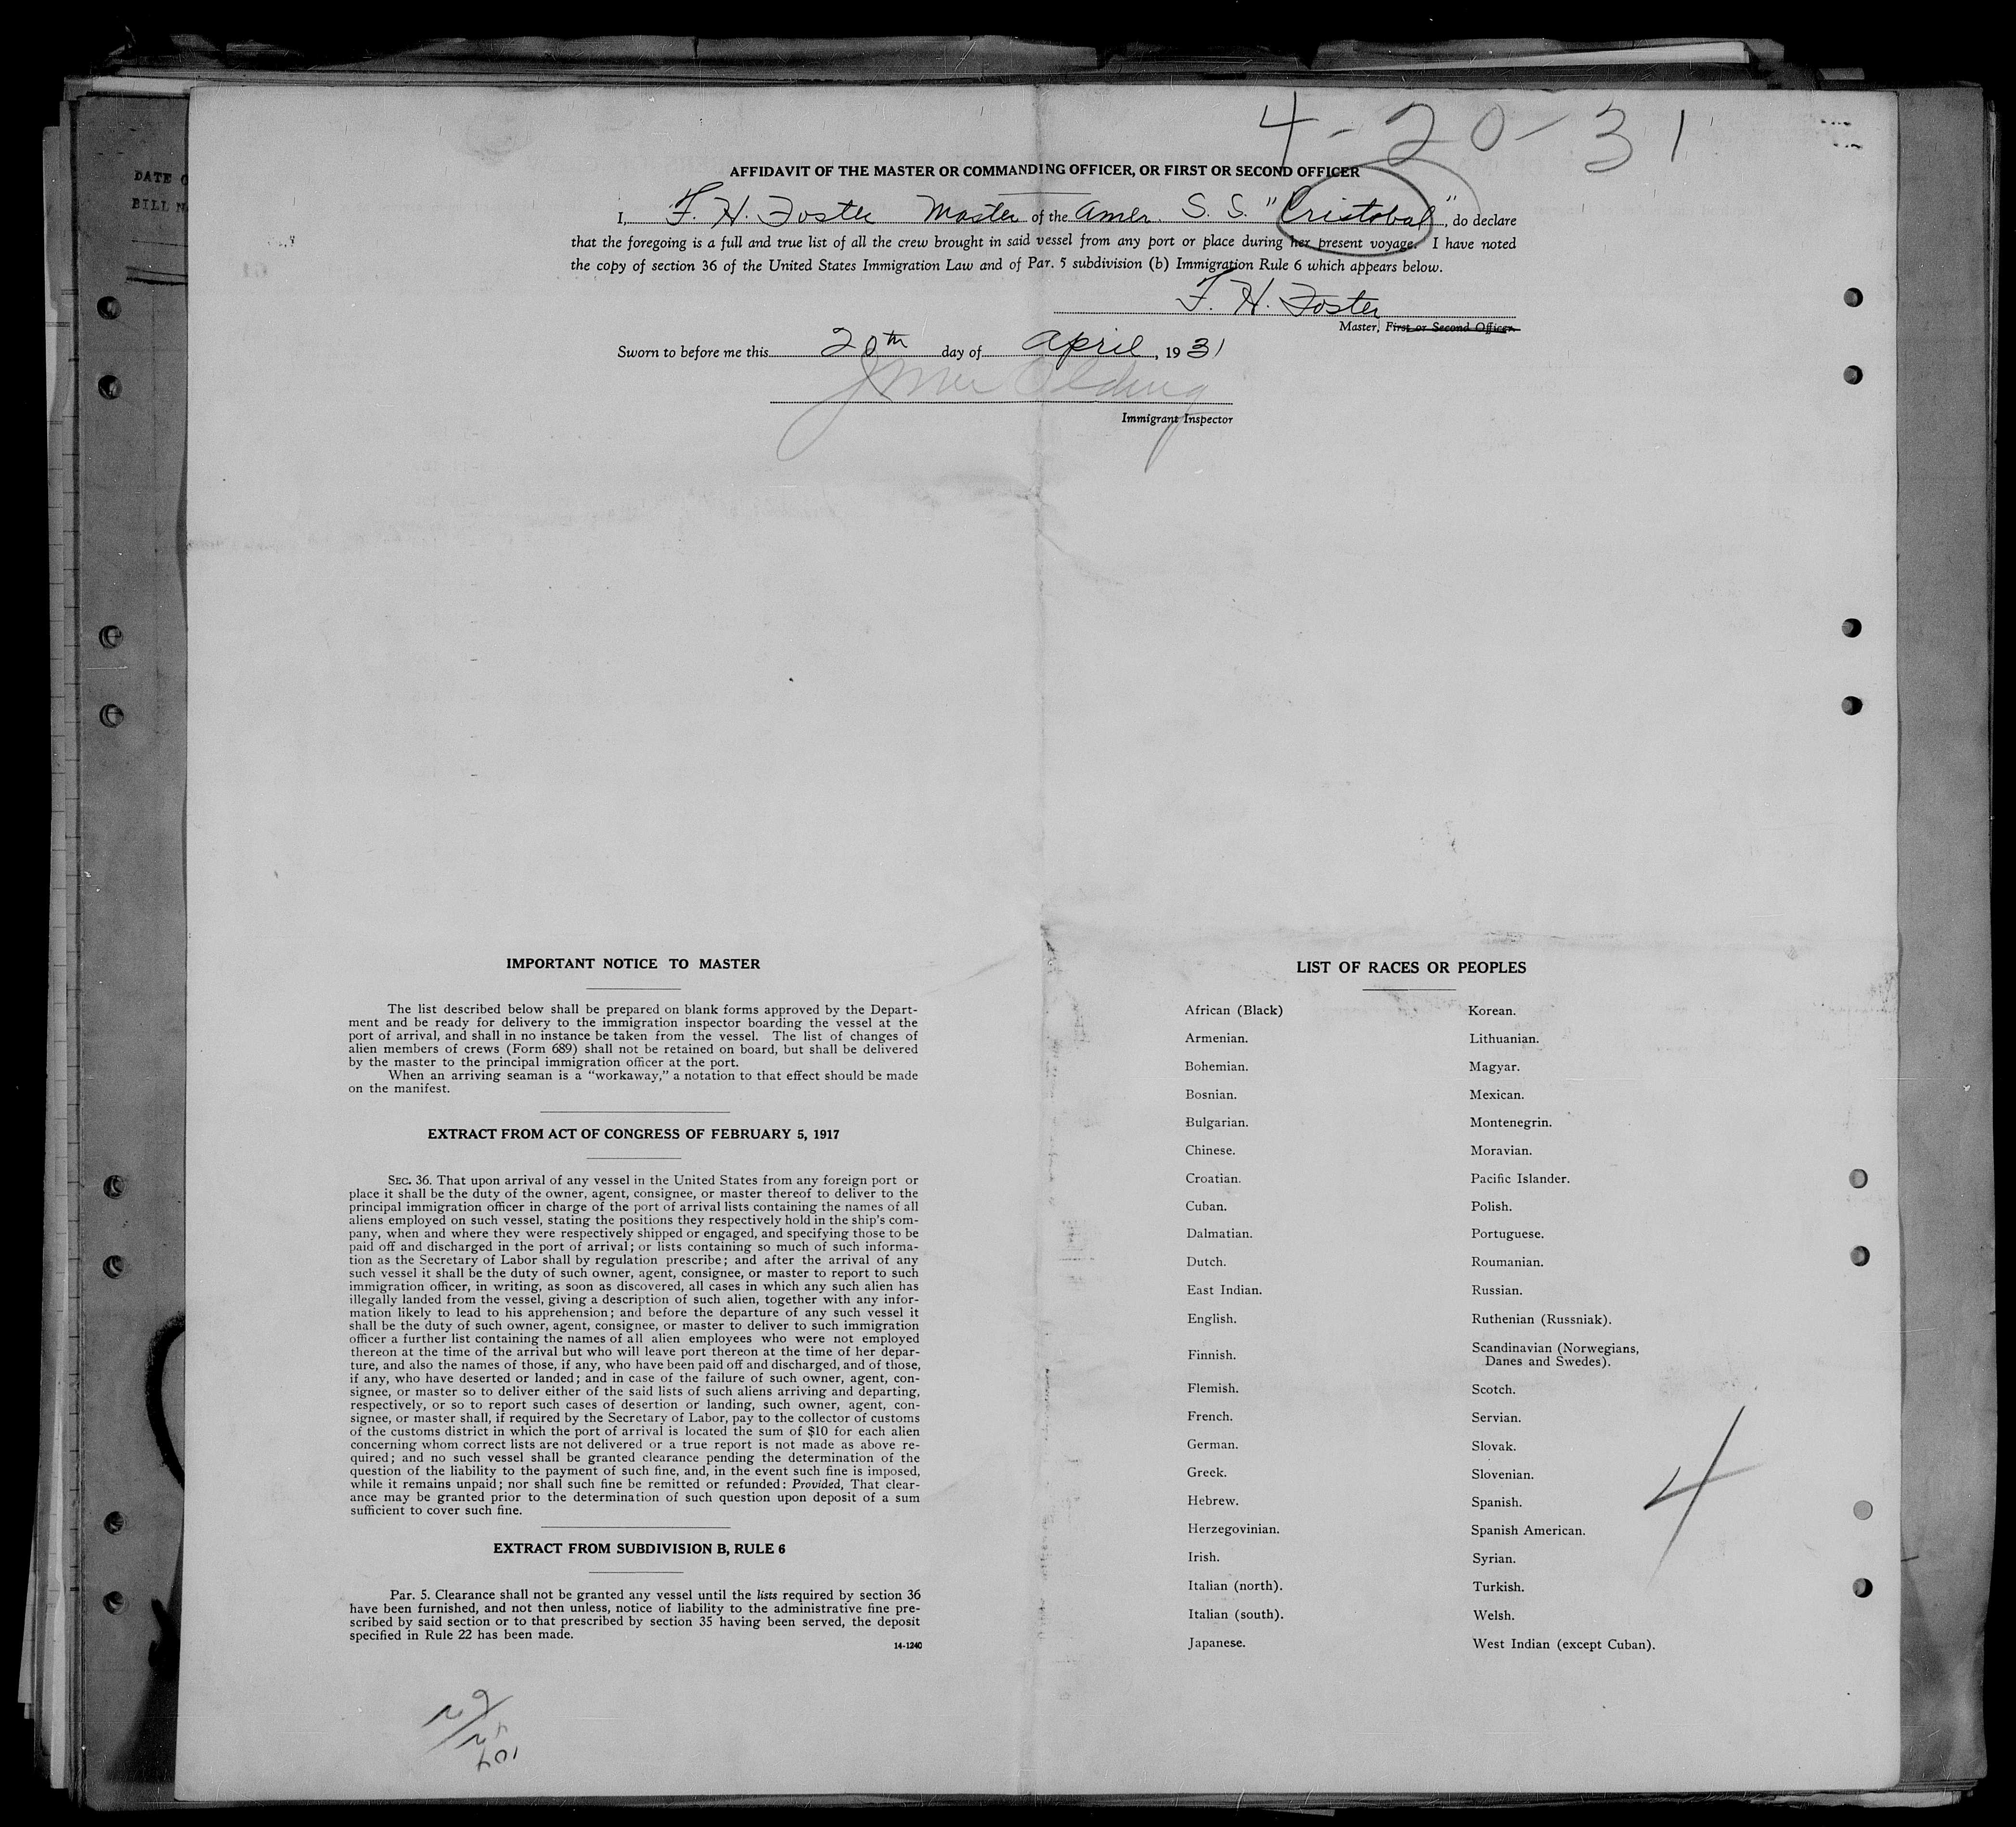 4-20-31
DATE O
BILL N
AFFIDAVIT OF THE MASTER OR COMMANDING OFFICER, OR FIRST OR SECOND OFFICER
I, F. H. Foster Master of the Amer. S. S. "Cristobal", do declare
that the foregoing is a full and true list of all the crew brought in said vessel from any port or place during her present voyage. I have noted
the copy of section 36 of the United States Immigration Law and of Par. 5 subdivision (b) Immigration Rule 6 which appears below.
F. H. Foster
Master, First or Second Officer.
Sworn to before me this 20th day of April, 1931
Immigrant Inspector
IMPORTANT NOTICE TO MASTER
The list described below shall be prepared on blank forms approved by the Depart-
ment and be ready for delivery to the immigration inspector boarding the vessel at the
port of arrival, and shall in no instance be taken from the vessel. The list of changes of
alien members of crews (Form 689) shall not be retained on board, but shall be delivered
by the master to the principal immigration officer at the port.
When an arriving seaman is a "workaway," a notation to that effect should be made
on the manifest.
EXTRACT FROM ACT OF CONGRESS OF FEBRUARY 5, 1917
SEC. 36. That upon arrival of any vessel in the United States from any foreign port or
place it shall be the duty of the owner, agent, consignee, or master thereof to deliver to the
principal immigration officer in charge of the port of arrival lists containing the names of all
aliens employed on such vessel, stating the positions they respectively hold in the ship's com-
pany, when and where they were respectively shipped or engaged, and specifying those to be
paid off and discharged in the port of arrival; or lists containing so much of such informa-
tion as the Secretary of Labor shall by regulation prescribe; and after the arrival of any
such vessel it shall be the duty of such owner, agent, consignee, or master to report to such
immigration officer, in writing, as soon as discovered, all cases in which any such alien has
illegally landed from the vessel, giving a description of such alien, together with any infor-
mation likely to lead to his apprehension; and before the departure of any such vessel it
shall be the duty of such owner, agent, consignee, or master to deliver to such immigration
officer a further list containing the names of all alien employees who were not employed
thereon at the time of the arrival but who will leave port thereon at the time of her depar-
ture, and also the names of those, if any, who have been paid off and discharged, and of those,
if any, who have deserted or landed; and in case of the failure of such owner, agent, con-
signee, or master so to deliver either of the said lists of such aliens arriving and departing,
respectively, or so to report such cases of desertion or landing, such owner, agent, con-
signee, or master shall, if required by the Secretary of Labor, pay to the collector of customs
of the customs district in which the port of arrival is located the sum of $10 for each alien
concerning whom correct lists are not delivered or a true report is not made as above re-
quired; and no such vessel shall be granted clearance pending the determination of the
question of the liability to the payment of such fine, and, in the event such fine is imposed,
while it remains unpaid; nor shall such fine be remitted or refunded: Provided, That clear-
ance may be granted prior to the determination of such question upon deposit of a sum
sufficient to cover such fine.
EXTRACT FROM SUBDIVISION B, RULE 6
Par. 5. Clearance shall not be granted any vessel until the lists required by section 36
have been furnished, and not then unless, notice of liability to the administrative fine pre-
scribed by said section or to that prescribed by section 35 having been served, the deposit
specified in Rule 22 has been made.
14-1240
LIST OF RACES OR PEOPLES
African (Black)
Armenian.
Bohemian.
Bosnian.
Bulgarian.
Chinese.
Croatian.
Cuban.
Dalmatian.
Dutch.
East Indian.
English.
Finnish.
Flemish.
French.
German.
Greek.
Hebrew.
Herzegovinian.
Irish.
Italian (north).
Italian (south).
Japanese.
Korean.
Lithuanian.
Magyar.
Mexican.
Montenegrin.
Moravian.
Pacific Islander.
Polish.
Portuguese.
Roumanian.
Russian.
Ruthenian (Russniak).
Scandinavian (Norwegians,
Danes and Swedes).
Scotch.
Servian.
Slovak.
Slovenian.
Spanish.
Spanish American.
Syrian.
Turkish.
Welsh.
West Indian (except Cuban).
4